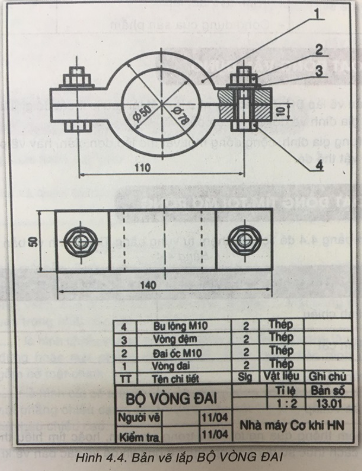 1
2
3
4
Ø50
Ø78
10
110
50
140
4 Bu lông M10 2 Thép
3 Vòng đệm 2 Thép
2 Đai ốc M10 2 Thép
1 Vòng đai 2 Thép
TT Tên chi tiết Slg Vật liệu Ghi chú
BỘ VÒNG ĐAI
Tỉ lệ Bản số
1 : 2 13.01
Người vẽ 11/04
Kiểm tra 11/04
Nhà máy Cơ khí HN
Hình 4.4. Bản vẽ lắp BỘ VÒNG ĐAI